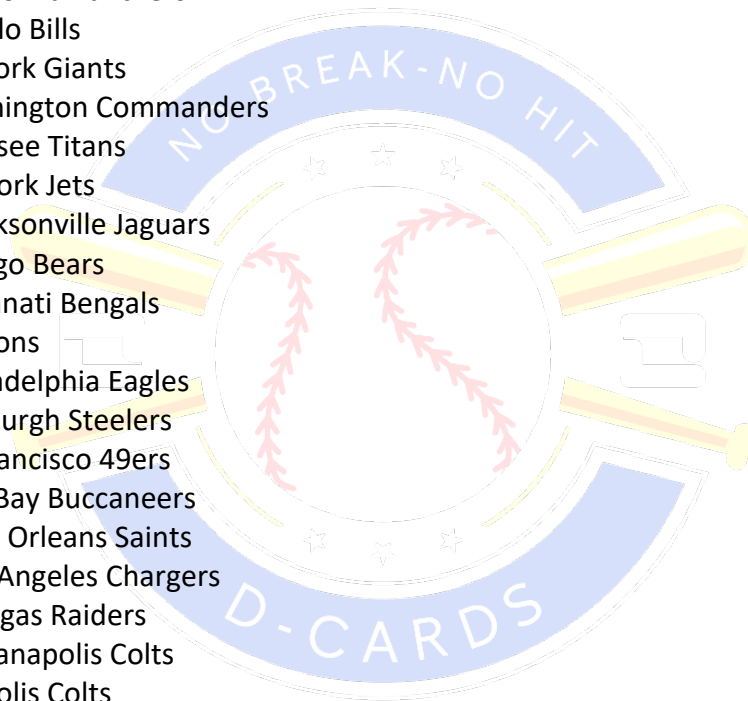 lo Bills
ork Giants
hington Commanders
see Titans
ork Jets
ksonville Jaguars
go Bears
nati Bengals
ons
adelphia Eagles
urgh Steelers
ancisco 49ers
Bay Buccaneers
Orleans Saints
Angeles Chargers
gas Raiders
anapolis Colts
olis Colts
NO BREAK-NO HIT
D-CARDS